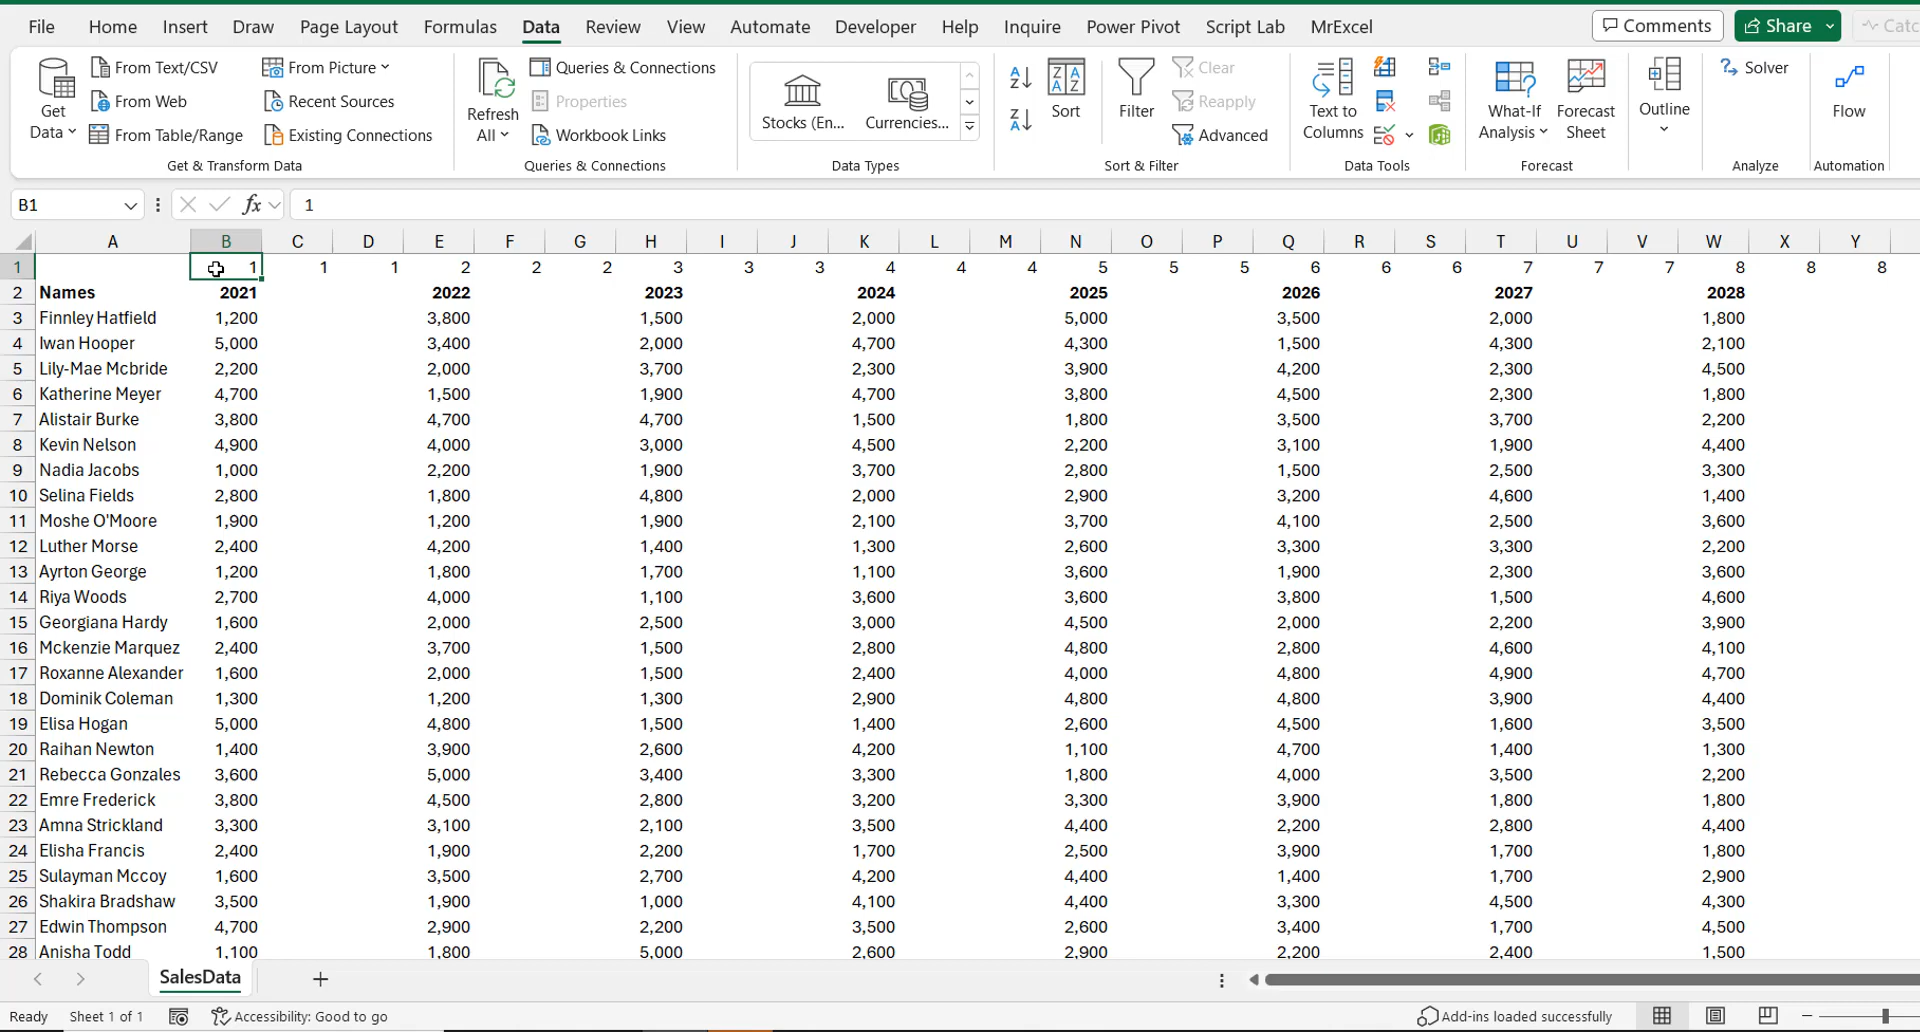 File Home Insert Draw Page Layout Formulas Data Review View Automate Developer Help Inquire Power Pivot Script Lab MrExcel Comments Share Catc
Get Data From Text/CSV From Picture Refresh All Queries & Connections Stocks (En... Currencies... Sort Filter Clear Text to Columns What-If Analysis Forecast Sheet Outline Solver Flow
From Web Recent Sources Properties Reapply
From Table/Range Existing Connections Workbook Links Advanced
Get & Transform Data Queries & Connections Data Types Sort & Filter Data Tools Forecast Analyze Automation
B1 fx 1
A B C D E F G H I J K L M N O P Q R S T U V W X Y
1 1 1 1 2 2 2 3 3 3 4 4 4 5 5 5 6 6 6 7 7 7 8 8 8
2 Names 2021 2022 2023 2024 2025 2026 2027 2028
3 Finnley Hatfield 1,200 3,800 1,500 2,000 5,000 3,500 2,000 1,800
4 Iwan Hooper 5,000 3,400 2,000 4,700 4,300 1,500 4,300 2,100
5 Lily-Mae Mcbride 2,200 2,000 3,700 2,300 3,900 4,200 2,300 4,500
6 Katherine Meyer 4,700 1,500 1,900 4,700 3,800 4,500 2,300 1,800
7 Alistair Burke 3,800 4,700 4,700 1,500 1,800 3,500 3,700 2,200
8 Kevin Nelson 4,900 4,000 3,000 4,500 2,200 3,100 1,900 4,400
9 Nadia Jacobs 1,000 2,200 1,900 3,700 2,800 1,500 2,500 3,300
10 Selina Fields 2,800 1,800 4,800 2,000 2,900 3,200 4,600 1,400
11 Moshe O'Moore 1,900 1,200 1,900 2,100 3,700 4,100 2,500 3,600
12 Luther Morse 2,400 4,200 1,400 1,300 2,600 3,300 3,300 2,200
13 Ayrton George 1,200 1,800 1,700 1,100 3,600 1,900 2,300 3,600
14 Riya Woods 2,700 4,000 1,100 3,600 3,600 3,800 1,500 4,600
15 Georgiana Hardy 1,600 2,000 2,500 3,000 4,500 2,000 2,200 3,900
16 Mckenzie Marquez 2,400 3,700 1,500 2,800 4,800 2,800 4,600 4,100
17 Roxanne Alexander 1,600 2,000 1,500 2,400 4,000 4,800 4,900 4,700
18 Dominik Coleman 1,300 1,200 1,300 2,900 4,800 4,800 3,900 4,400
19 Elisa Hogan 5,000 4,800 1,500 1,400 2,600 4,500 1,600 3,500
20 Raihan Newton 1,400 3,900 2,600 4,200 1,100 4,700 1,400 1,300
21 Rebecca Gonzales 3,600 5,000 3,400 3,300 1,800 4,000 3,500 2,200
22 Emre Frederick 3,800 4,500 2,800 3,200 3,300 3,900 1,800 1,800
23 Amna Strickland 3,300 3,100 2,100 3,500 4,400 2,200 2,800 4,400
24 Elisha Francis 2,400 1,900 2,200 1,700 2,500 3,900 1,700 1,800
25 Sulayman Mccoy 1,600 3,500 2,700 4,200 4,400 1,400 1,700 2,900
26 Shakira Bradshaw 3,500 1,900 1,000 4,100 4,400 3,300 4,500 4,300
27 Edwin Thompson 4,700 2,900 2,200 3,500 2,600 3,400 1,700 4,500
28 Anisha Todd 1,100 1,800 5,000 2,600 2,900 2,200 2,400 1,500
SalesData
Ready Sheet 1 of 1 Accessibility: Good to go Add-ins loaded successfully